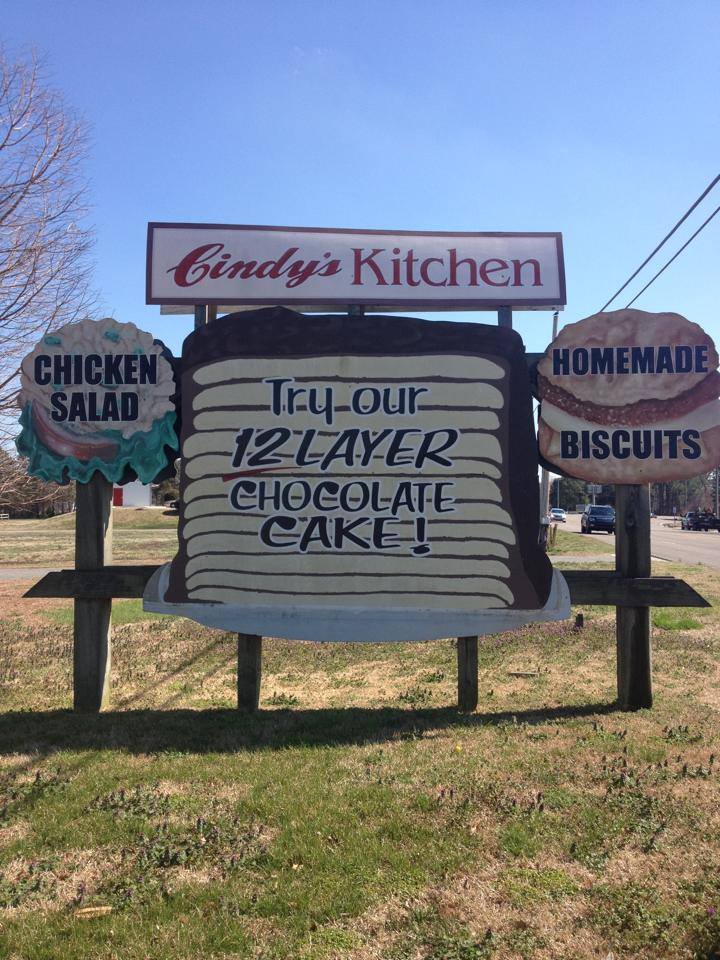 Cindy's Kitchen
CHICKEN
SALAD
Try our
12 LAYER
CHOCOLATE
CAKE!
HOMEMADE
BISCUITS